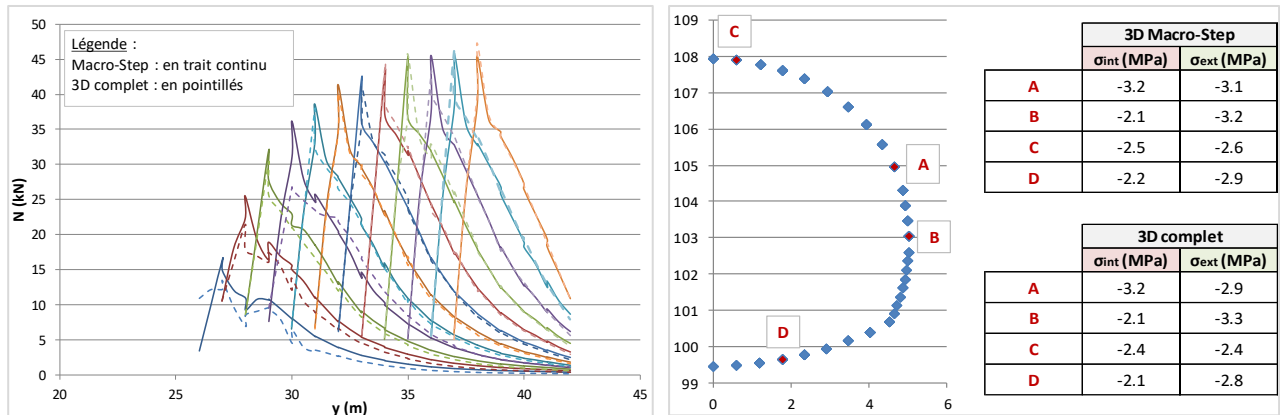 50
45
40
35
30
25
20
15
10
5
0
N (kN)
Légende :
Macro-Step : en trait continu
3D complet : en pointillés
20 25 30 35 40 45
y (m)
109
108
107
106
105
104
103
102
101
100
99
0 2 4 6
C
A
B
D
3D Macro-Step
σint (MPa) σext (MPa)
A -3.2 -3.1
B -2.1 -3.2
C -2.5 -2.6
D -2.2 -2.9
3D complet
σint (MPa) σext (MPa)
A -3.2 -2.9
B -2.1 -3.3
C -2.4 -2.4
D -2.1 -2.8